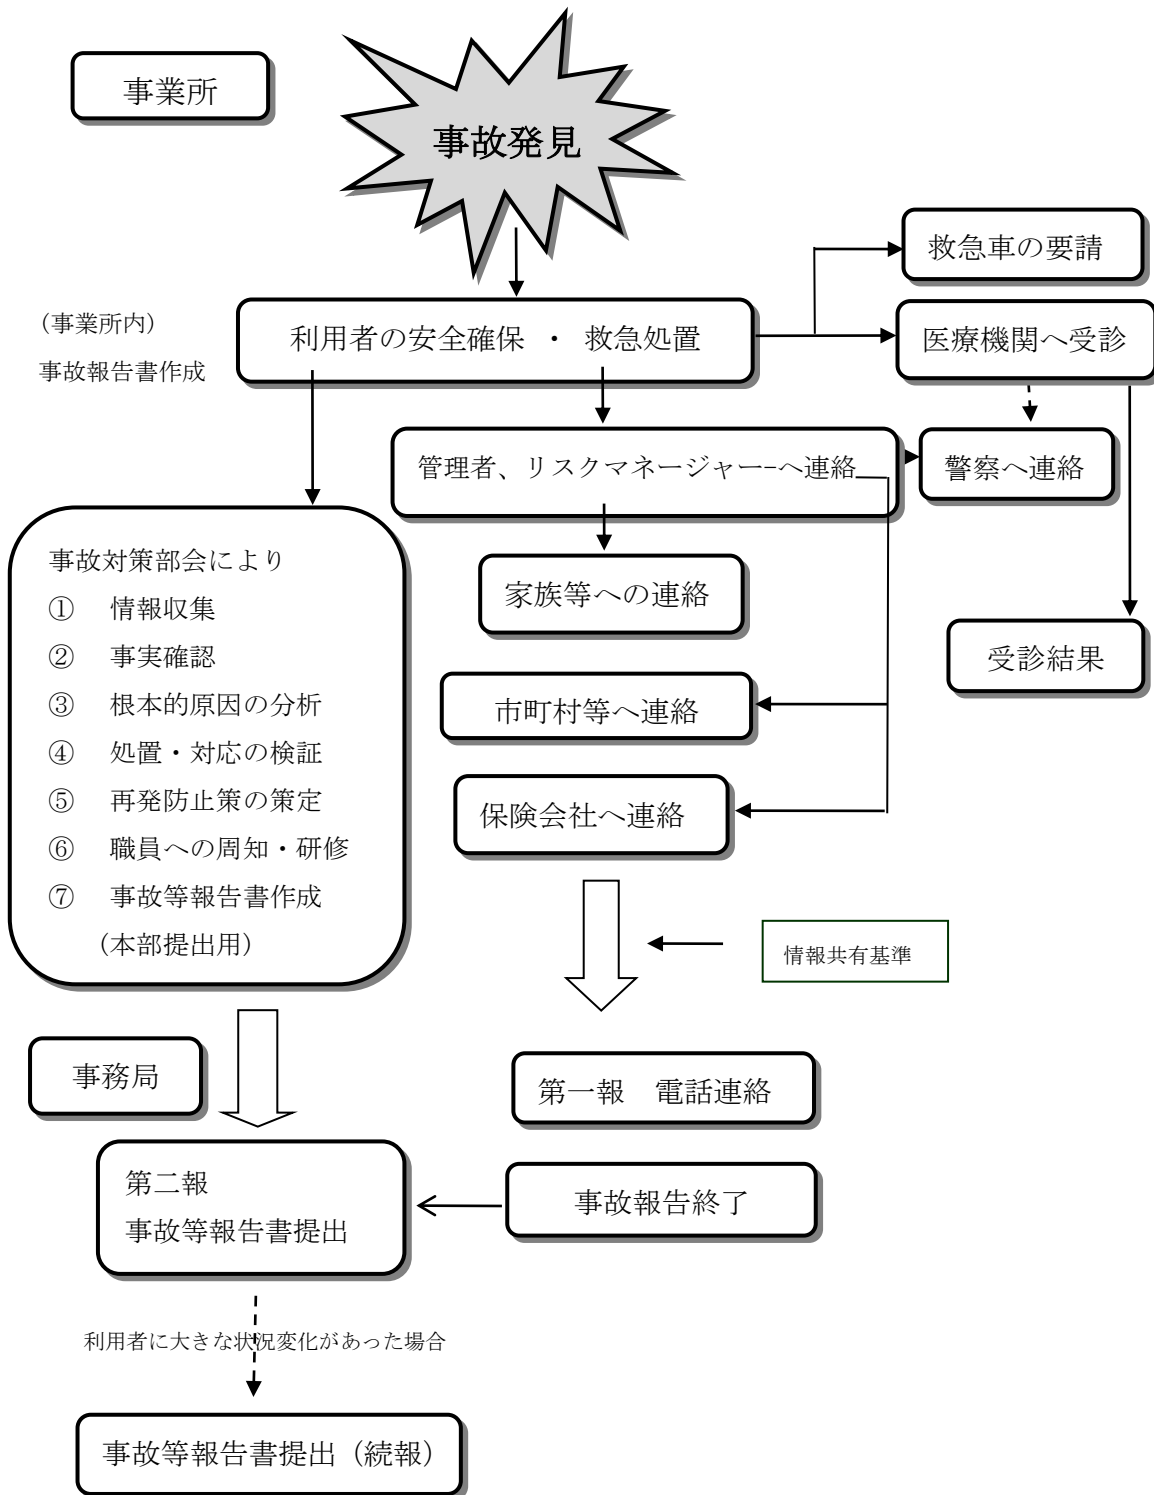 事業所
事故発見
救急車の要請
(事業所内)
事故報告書作成
利用者の安全確保 ・ 救急処置
医療機関へ受診
管理者、リスクマネージャー-へ連絡
警察へ連絡
事故対策部会により
① 情報収集
② 事実確認
③ 根本的原因の分析
④ 処置・対応の検証
⑤ 再発防止策の策定
⑥ 職員への周知・研修
⑦ 事故等報告書作成
(本部提出用)
家族等への連絡
受診結果
市町村等へ連絡
保険会社へ連絡
情報共有基準
事務局
第一報 電話連絡
第二報
事故等報告書提出
事故報告終了
利用者に大きな状況変化があった場合
事故等報告書提出(続報)